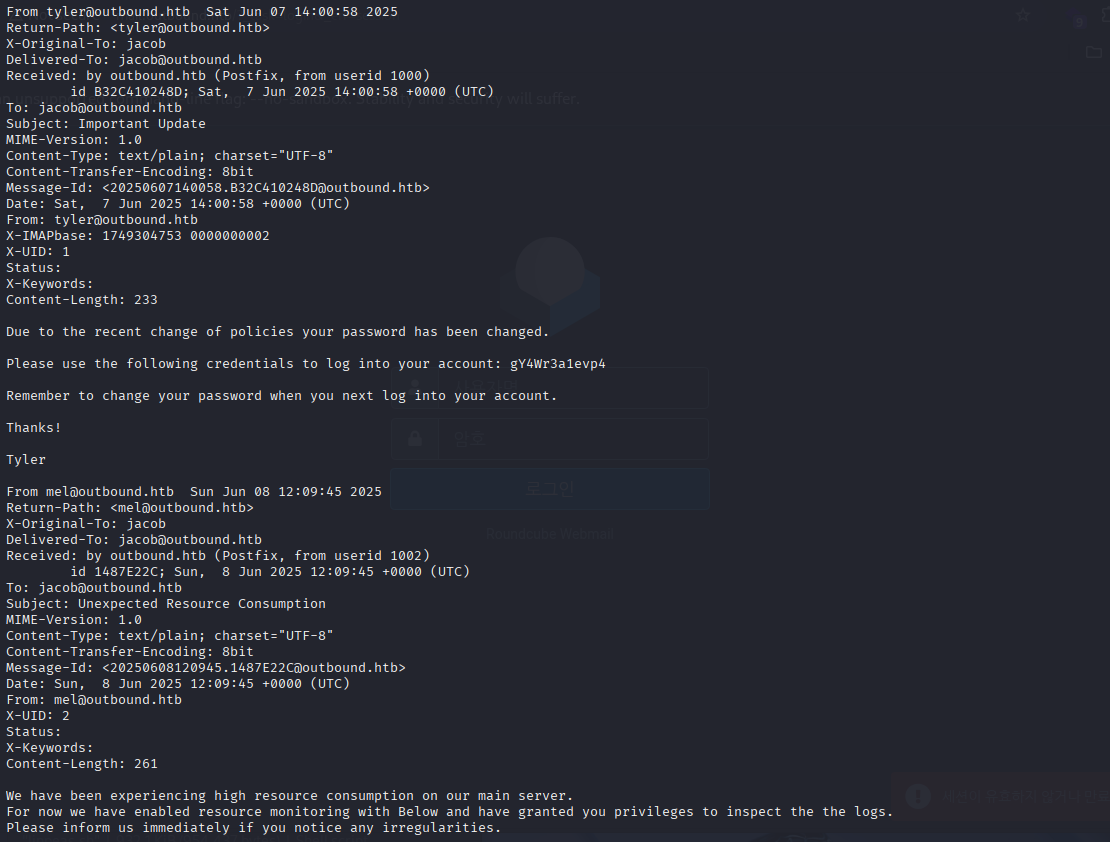 From tyler@outbound.htb  Sat Jun 07 14:00:58 2025
Return-Path: <tyler@outbound.htb>
X-Original-To: jacob
Delivered-To: jacob@outbound.htb
Received: by outbound.htb (Postfix, from userid 1000)
        id B32C410248D; Sat,  7 Jun 2025 14:00:58 +0000 (UTC)
To: jacob@outbound.htb
Subject: Important Update
MIME-Version: 1.0
Content-Type: text/plain; charset="UTF-8"
Content-Transfer-Encoding: 8bit
Message-Id: <20250607140058.B32C410248D@outbound.htb>
Date: Sat,  7 Jun 2025 14:00:58 +0000 (UTC)
From: tyler@outbound.htb
X-IMAPbase: 1749304753 0000000002
X-UID: 1
Status:
X-Keywords:
Content-Length: 233
Due to the recent change of policies your password has been changed.
Please use the following credentials to log into your account: gY4Wr3a1evp4
Remember to change your password when you next log into your account.
Thanks!
Tyler
From mel@outbound.htb  Sun Jun 08 12:09:45 2025
Return-Path: <mel@outbound.htb>
X-Original-To: jacob
Delivered-To: jacob@outbound.htb
Received: by outbound.htb (Postfix, from userid 1002)
        id 1487E22C; Sun,  8 Jun 2025 12:09:45 +0000 (UTC)
To: jacob@outbound.htb
Subject: Unexpected Resource Consumption
MIME-Version: 1.0
Content-Type: text/plain; charset="UTF-8"
Content-Transfer-Encoding: 8bit
Message-Id: <20250608120945.1487E22C@outbound.htb>
Date: Sun,  8 Jun 2025 12:09:45 +0000 (UTC)
From: mel@outbound.htb
X-UID: 2
Status:
X-Keywords:
Content-Length: 261
We have been experiencing high resource consumption on our main server.
For now we have enabled resource monitoring with Below and have granted you privileges to inspect the the logs.
Please inform us immediately if you notice any irregularities.
암호
로그인
Roundcube Webmail
stability and security will suffer.